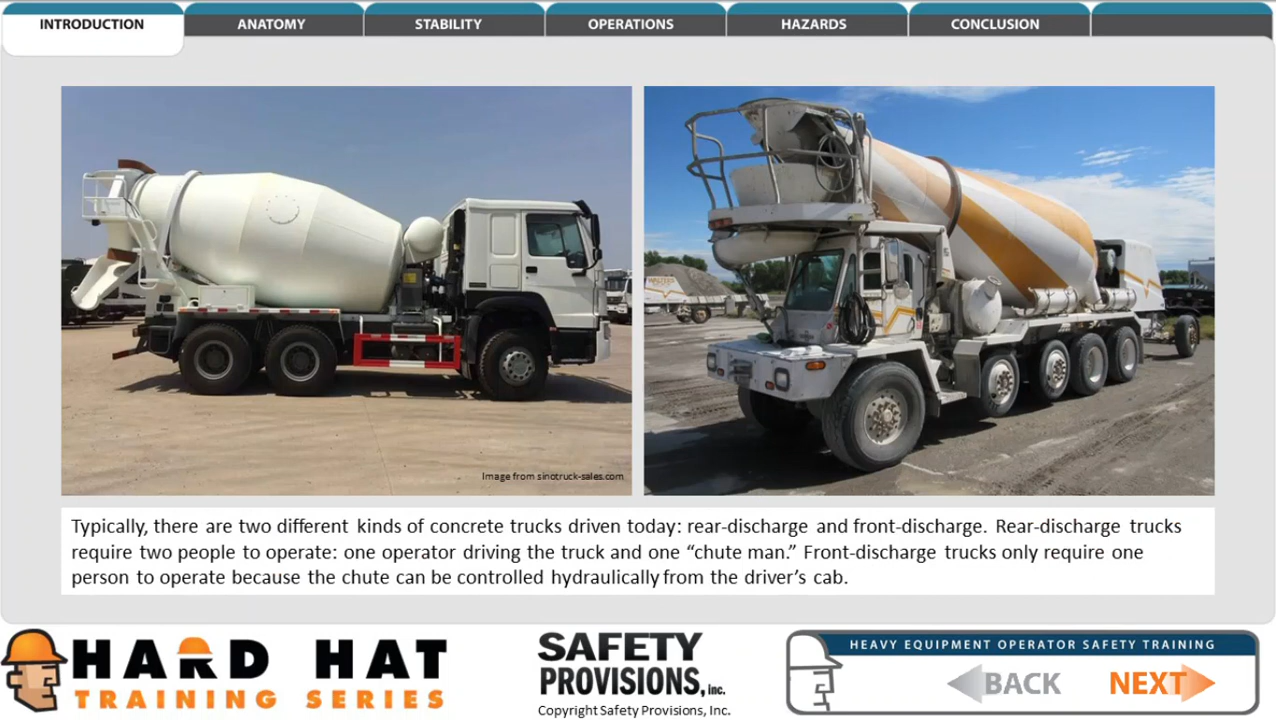 INTRODUCTION
ANATOMY
STABILITY
OPERATIONS
HAZARDS
CONCLUSION
Image from sinotruck-sales.com
Typically, there are two different kinds of concrete trucks driven today: rear-discharge and front-discharge. Rear-discharge trucks
require two people to operate: one operator driving the truck and one “chute man.” Front-discharge trucks only require one
person to operate because the chute can be controlled hydraulically from the driver’s cab.
HARD HAT
TRAINING SERIES
SAFETY
PROVISIONS, inc.
Copyright Safety Provisions, Inc.
HEAVY EQUIPMENT OPERATOR SAFETY TRAINING
BACK
NEXT